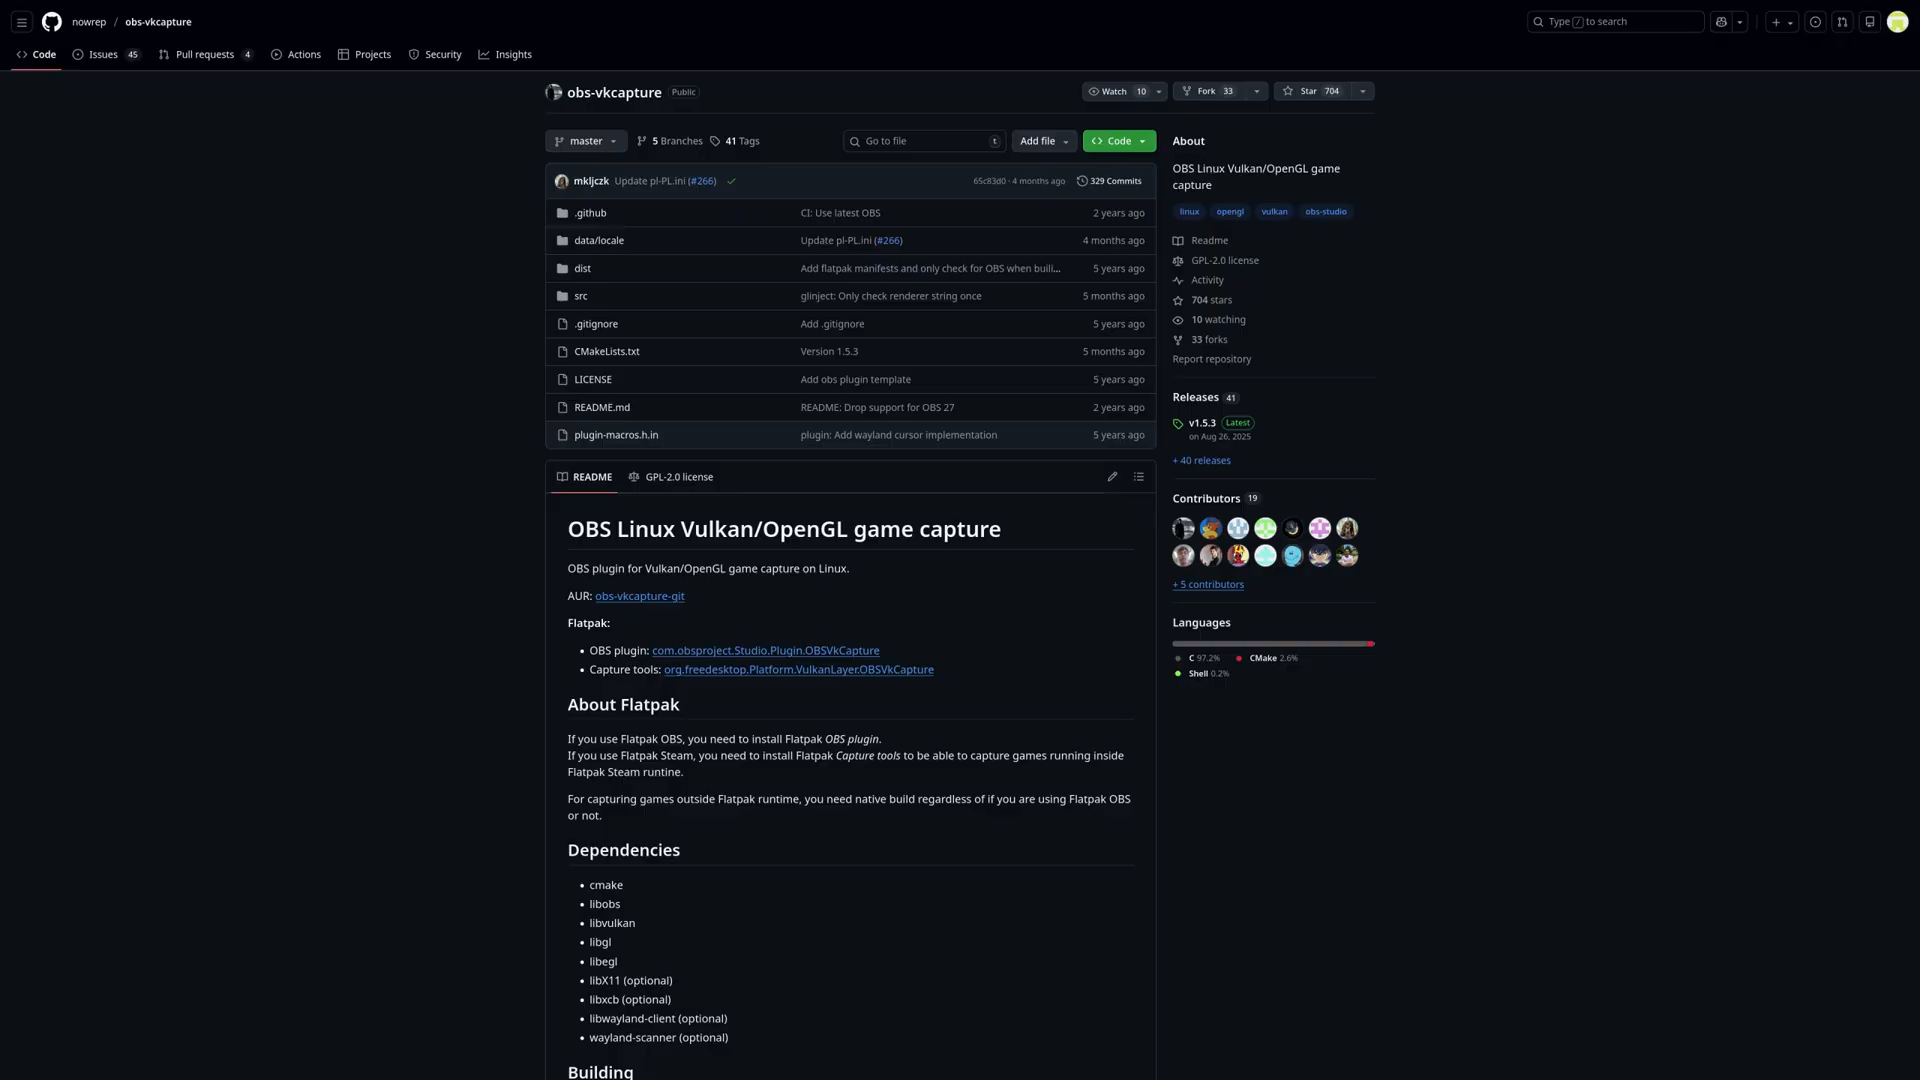 nowrep / obs-vkcapture
Type / to search
Code
Issues 45
Pull requests 4
Actions
Projects
Security
Insights
obs-vkcapture Public
Watch 10
Fork 33
Star 704
master
5 Branches
41 Tags
Go to file t
Add file
Code
mkljczk Update pl-PL.ini (#266)
65c83d0 · 4 months ago
329 Commits
.github CI: Use latest OBS 2 years ago
data/locale Update pl-PL.ini (#266) 4 months ago
dist Add flatpak manifests and only check for OBS when buili... 5 years ago
src glinject: Only check renderer string once 5 months ago
.gitignore Add .gitignore 5 years ago
CMakeLists.txt Version 1.5.3 5 months ago
LICENSE Add obs plugin template 5 years ago
README.md README: Drop support for OBS 27 2 years ago
plugin-macros.h.in plugin: Add wayland cursor implementation 5 years ago
README
GPL-2.0 license
OBS Linux Vulkan/OpenGL game capture
OBS plugin for Vulkan/OpenGL game capture on Linux.
AUR: obs-vkcapture-git
Flatpak:
• OBS plugin: com.obsproject.Studio.Plugin.OBSVkCapture
• Capture tools: org.freedesktop.Platform.VulkanLayer.OBSVkCapture
About Flatpak
If you use Flatpak OBS, you need to install Flatpak OBS plugin.
If you use Flatpak Steam, you need to install Flatpak Capture tools to be able to capture games running inside
Flatpak Steam runtime.
For capturing games outside Flatpak runtime, you need native build regardless of if you are using Flatpak OBS
or not.
Dependencies
• cmake
• libobs
• libvulkan
• libgl
• libegl
• libX11 (optional)
• libxcb (optional)
• libwayland-client (optional)
• wayland-scanner (optional)
Building
About
OBS Linux Vulkan/OpenGL game
capture
linux opengl vulkan obs-studio
Readme
GPL-2.0 license
Activity
704 stars
10 watching
33 forks
Report repository
Releases 41
v1.5.3 Latest
on Aug 26, 2025
+ 40 releases
Contributors 19
+ 5 contributors
Languages
C 97.2% CMake 2.6%
Shell 0.2%